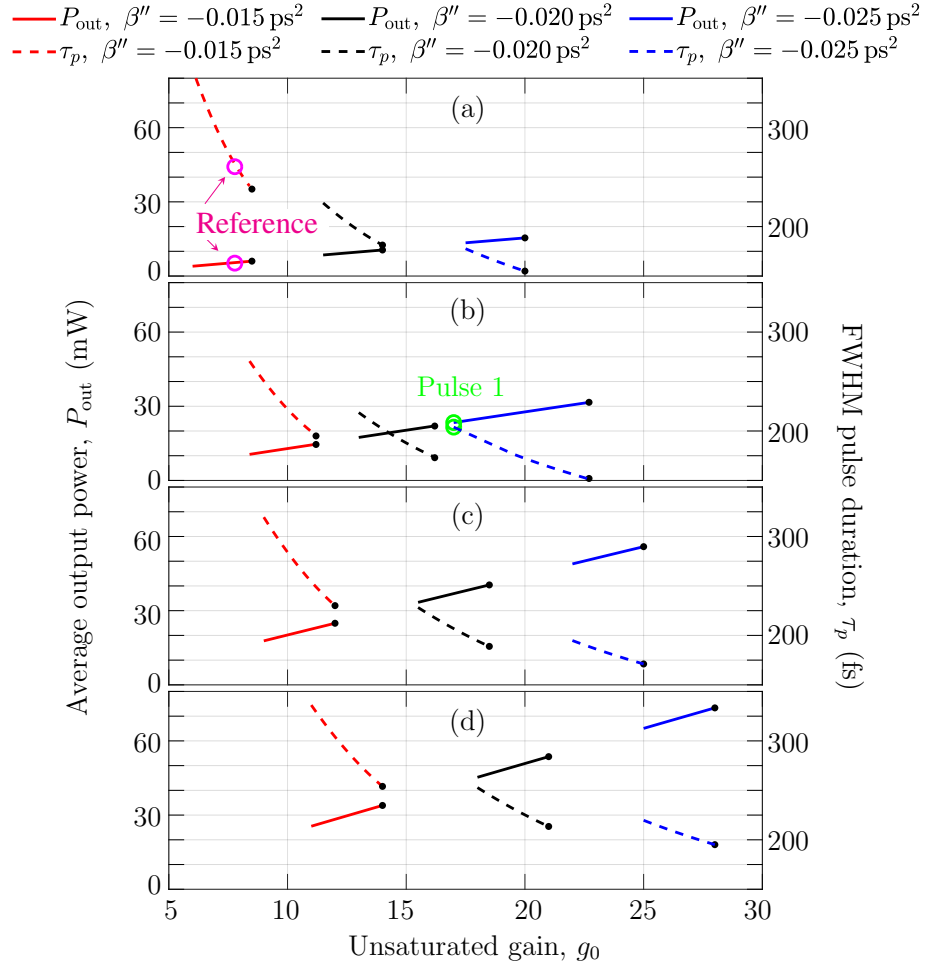 P_out, β″ = −0.015 ps² P_out, β″ = −0.020 ps² P_out, β″ = −0.025 ps²
τ_p, β″ = −0.015 ps² τ_p, β″ = −0.020 ps² τ_p, β″ = −0.025 ps²
(a)
60
30
0
300
200
Reference
(b)
60
30
0
300
200
Pulse 1
(c)
60
30
0
300
200
(d)
60
30
0
300
200
5 10 15 20 25 30
Unsaturated gain, g₀
Average output power, P_out (mW)
FWHM pulse duration, τ_p (fs)